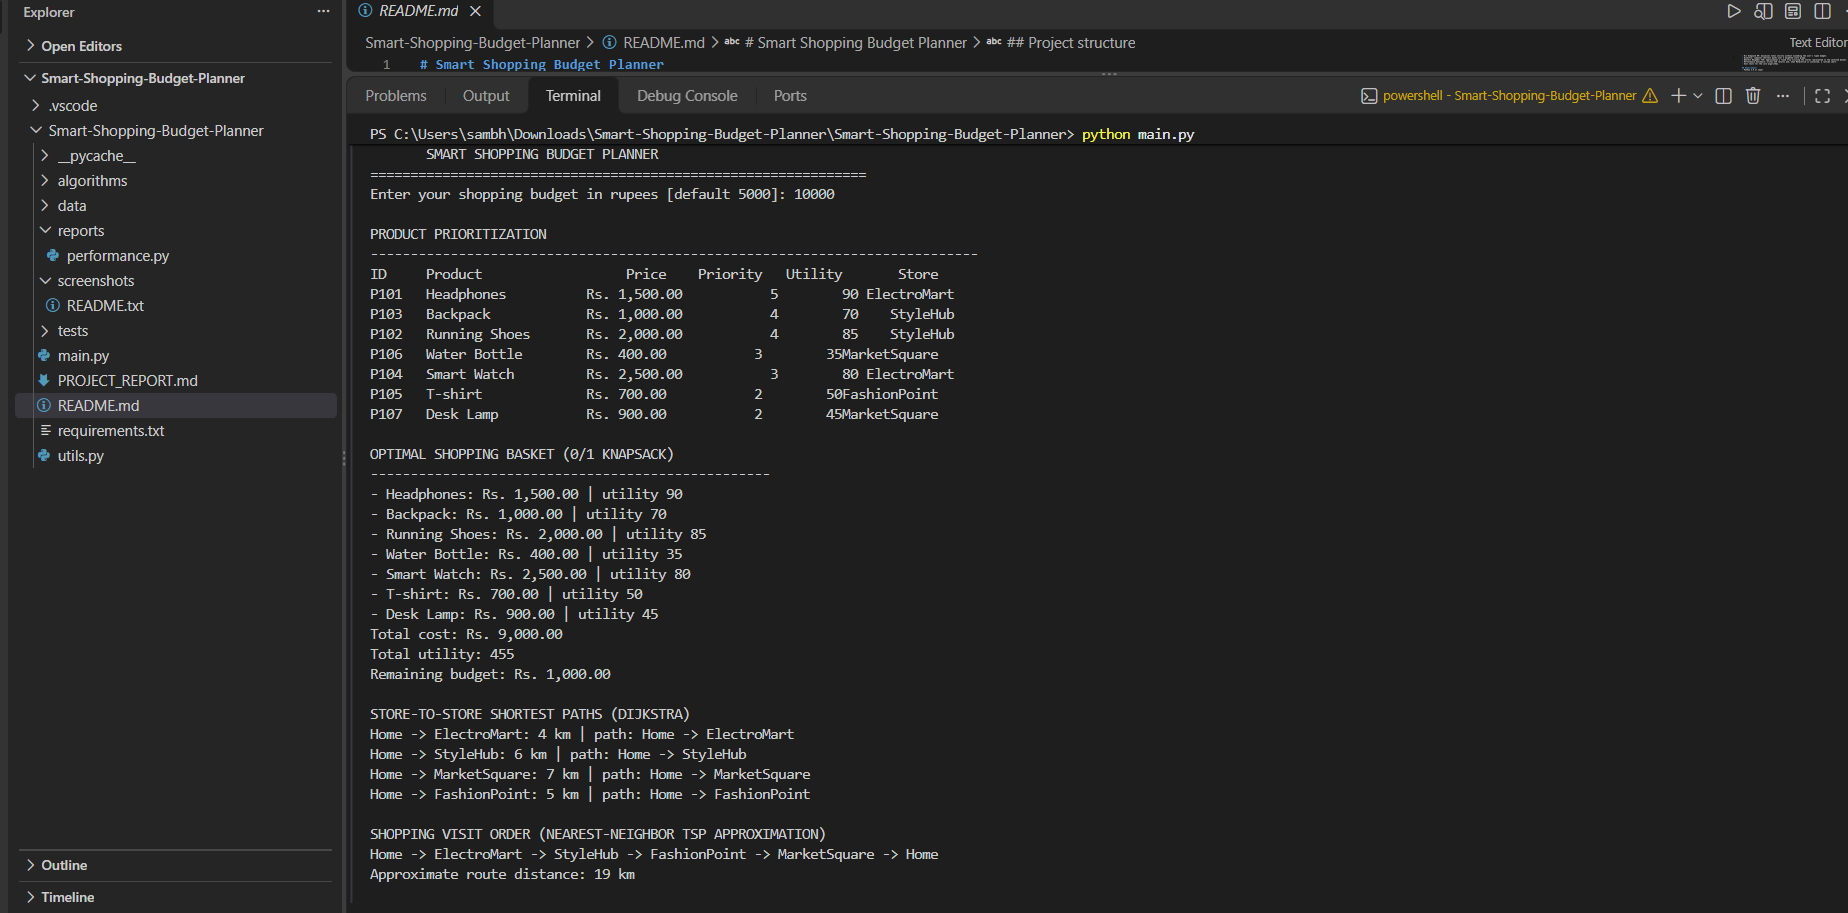 Explorer
Open Editors
Smart-Shopping-Budget-Planner
.vscode
Smart-Shopping-Budget-Planner
__pycache__
algorithms
data
reports
performance.py
screenshots
README.txt
tests
main.py
PROJECT_REPORT.md
README.md
requirements.txt
utils.py
Outline
Timeline
README.md
Smart-Shopping-Budget-Planner > README.md > abc # Smart Shopping Budget Planner > abc ## Project structure
Text Editor
1 # Smart Shopping Budget Planner
Problems Output Terminal Debug Console Ports
powershell - Smart-Shopping-Budget-Planner
PS C:\Users\sambh\Downloads\Smart-Shopping-Budget-Planner\Smart-Shopping-Budget-Planner> python main.py
SMART SHOPPING BUDGET PLANNER
==============================================================
Enter your shopping budget in rupees [default 5000]: 10000
PRODUCT PRIORITIZATION
----------------------------------------------------------------------------
ID Product Price Priority Utility Store
P101 Headphones Rs. 1,500.00 5 90 ElectroMart
P103 Backpack Rs. 1,000.00 4 70 StyleHub
P102 Running Shoes Rs. 2,000.00 4 85 StyleHub
P106 Water Bottle Rs. 400.00 3 35MarketSquare
P104 Smart Watch Rs. 2,500.00 3 80 ElectroMart
P105 T-shirt Rs. 700.00 2 50FashionPoint
P107 Desk Lamp Rs. 900.00 2 45MarketSquare
OPTIMAL SHOPPING BASKET (0/1 KNAPSACK)
--------------------------------------------------
- Headphones: Rs. 1,500.00 | utility 90
- Backpack: Rs. 1,000.00 | utility 70
- Running Shoes: Rs. 2,000.00 | utility 85
- Water Bottle: Rs. 400.00 | utility 35
- Smart Watch: Rs. 2,500.00 | utility 80
- T-shirt: Rs. 700.00 | utility 50
- Desk Lamp: Rs. 900.00 | utility 45
Total cost: Rs. 9,000.00
Total utility: 455
Remaining budget: Rs. 1,000.00
STORE-TO-STORE SHORTEST PATHS (DIJKSTRA)
Home -> ElectroMart: 4 km | path: Home -> ElectroMart
Home -> StyleHub: 6 km | path: Home -> StyleHub
Home -> MarketSquare: 7 km | path: Home -> MarketSquare
Home -> FashionPoint: 5 km | path: Home -> FashionPoint
SHOPPING VISIT ORDER (NEAREST-NEIGHBOR TSP APPROXIMATION)
Home -> ElectroMart -> StyleHub -> FashionPoint -> MarketSquare -> Home
Approximate route distance: 19 km